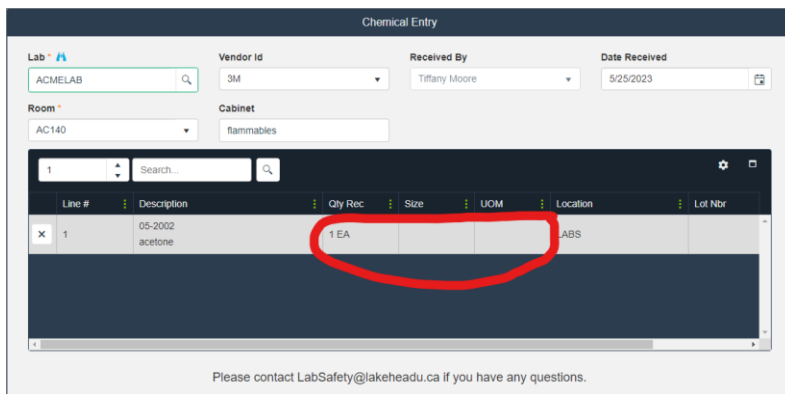 Chemical Entry
Lab * Vendor Id Received By Date Received
ACMELAB 3M Tiffany Moore 5/25/2023
Room * Cabinet
AC140 flammables
1 Search...
Line # Description Qty Rec Size UOM Location Lot Nbr
1 05-2002 1 EA LABS
acetone
Please contact LabSafety@lakeheadu.ca if you have any questions.